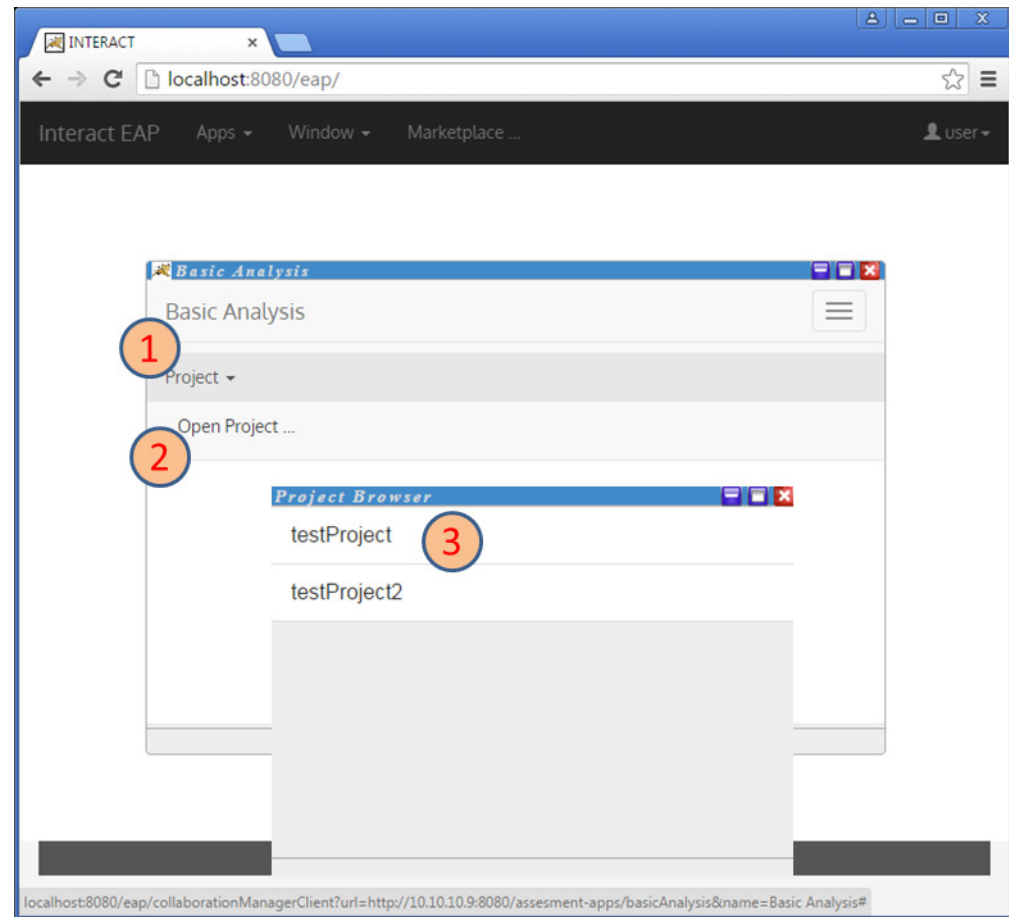 INTERACT
localhost:8080/eap/
Interact EAP Apps Window Marketplace ... user
Basic Analysis
Basic Analysis
1
Project
Open Project ...
2
Project Browser
testProject
3
testProject2
localhost:8080/eap/collaborationManagerClient?url=http://10.10.10.9:8080/assesment-apps/basicAnalysis&name=Basic Analysis#